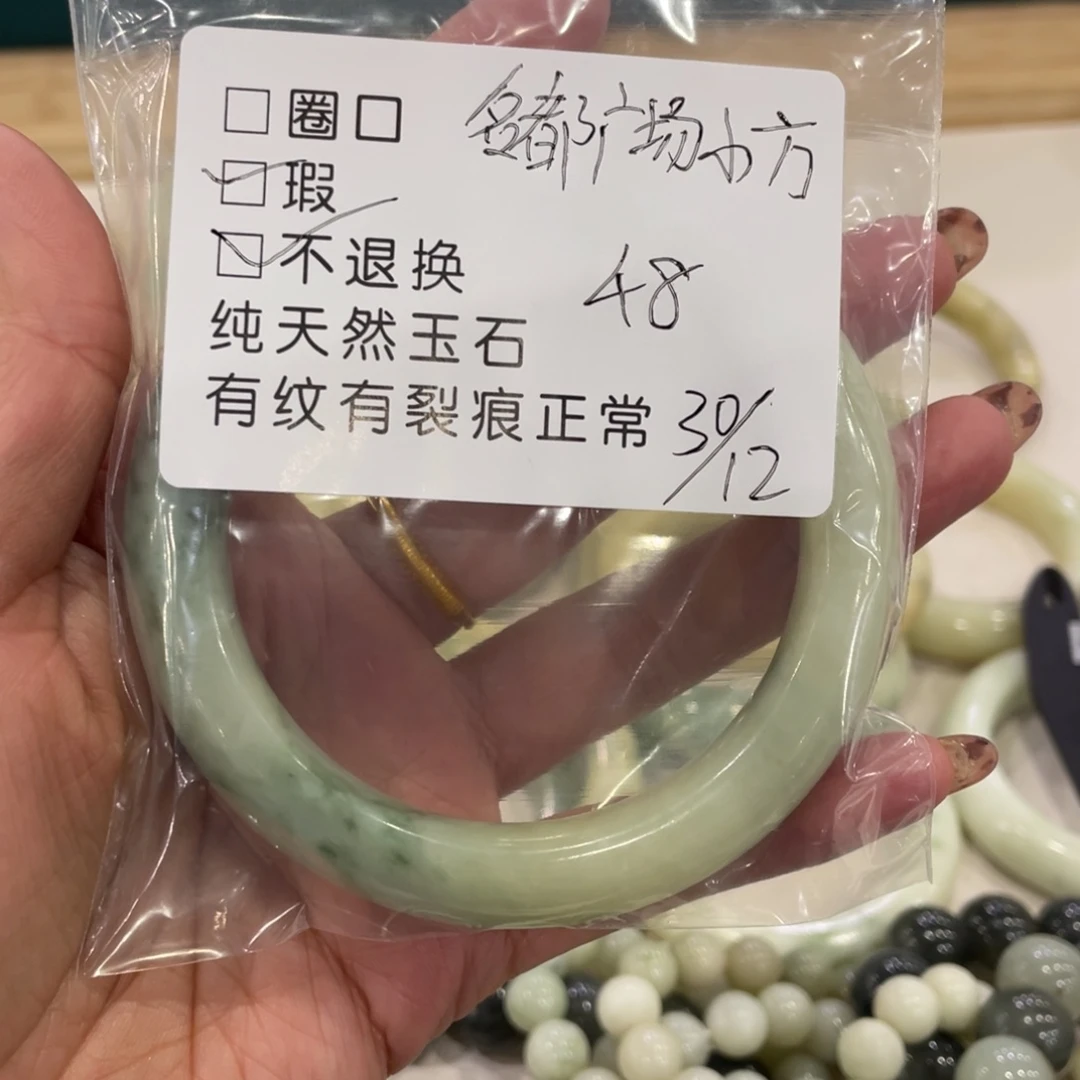 □ 圈口 名都广场小方
□ 瑕
□ 不退换 48
纯天然玉石
有纹有裂痕正常 30/12